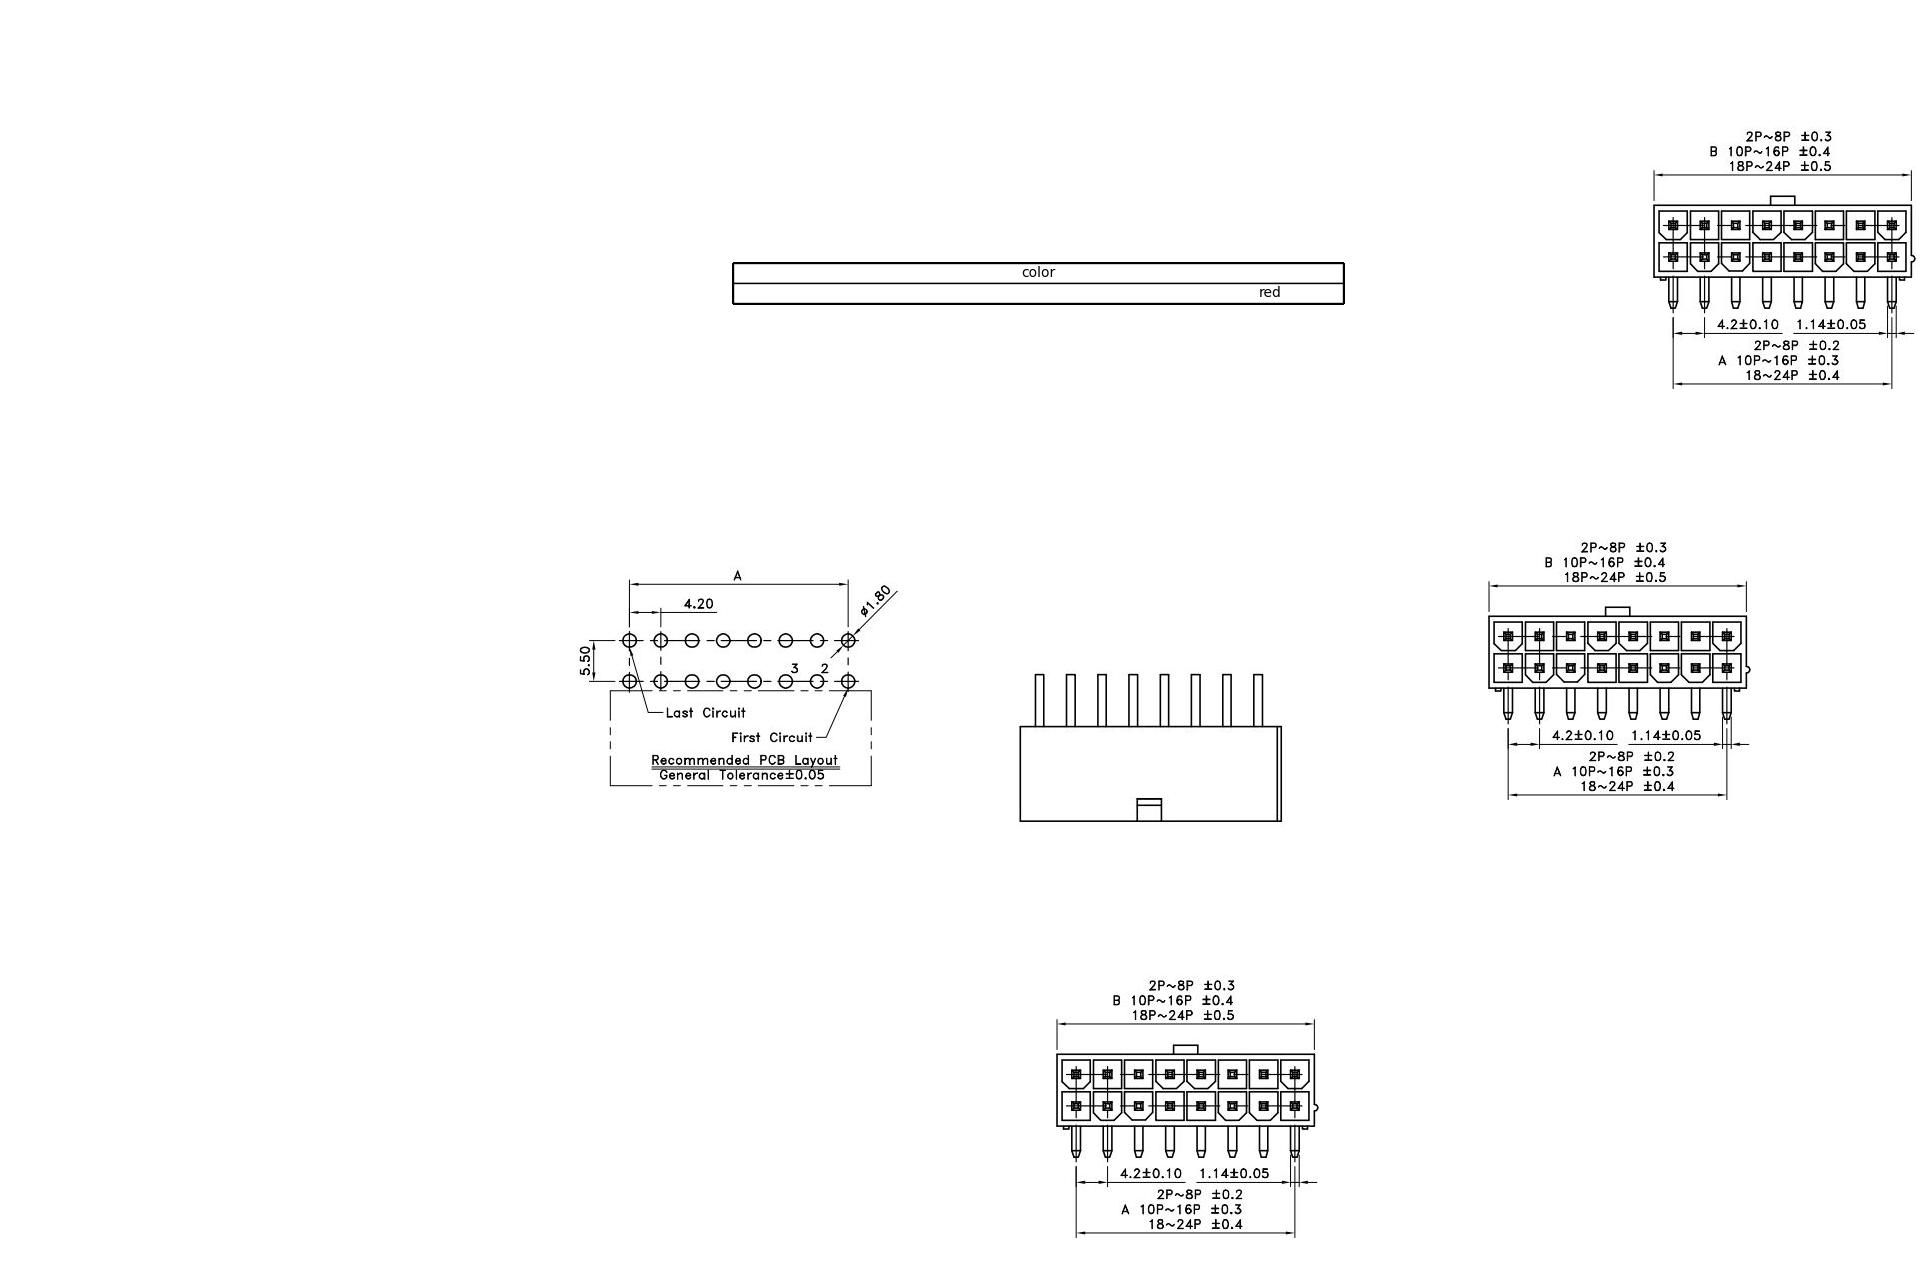 2P~8P ±0.3
B 10P~16P ±0.4
18P~24P ±0.5
color
red
4.2±0.10 1.14±0.05
2P~8P ±0.2
A 10P~16P ±0.3
18~24P ±0.4
2P~8P ±0.3
B 10P~16P ±0.4
18P~24P ±0.5
A
4.20
ø1.80
5.50
3 2
Last Circuit
First Circuit
Recommended PCB Layout
General Tolerance±0.05
4.2±0.10 1.14±0.05
2P~8P ±0.2
A 10P~16P ±0.3
18~24P ±0.4
2P~8P ±0.3
B 10P~16P ±0.4
18P~24P ±0.5
4.2±0.10 1.14±0.05
2P~8P ±0.2
A 10P~16P ±0.3
18~24P ±0.4